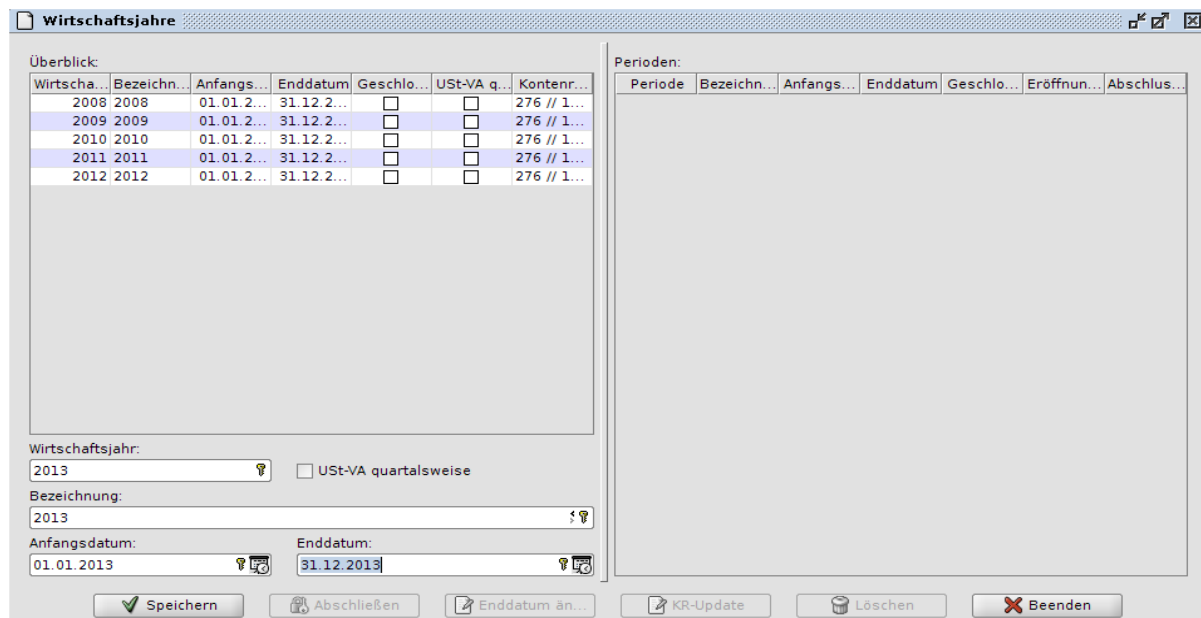 Wirtschaftsjahre
Überblick:
Wirtscha... Bezeichn... Anfangs... Enddatum Geschlo... USt-VA q... Kontenr...
2008 2008 01.01.2... 31.12.2... 276 // 1...
2009 2009 01.01.2... 31.12.2... 276 // 1...
2010 2010 01.01.2... 31.12.2... 276 // 1...
2011 2011 01.01.2... 31.12.2... 276 // 1...
2012 2012 01.01.2... 31.12.2... 276 // 1...
Wirtschaftsjahr:
2013 USt-VA quartalsweise
Bezeichnung:
2013
Anfangsdatum: Enddatum:
01.01.2013 31.12.2013
Perioden:
Periode Bezeichn... Anfangs... Enddatum Geschlo... Eröffnun... Abschlus...
Speichern Abschließen Enddatum än... KR-Update Löschen Beenden